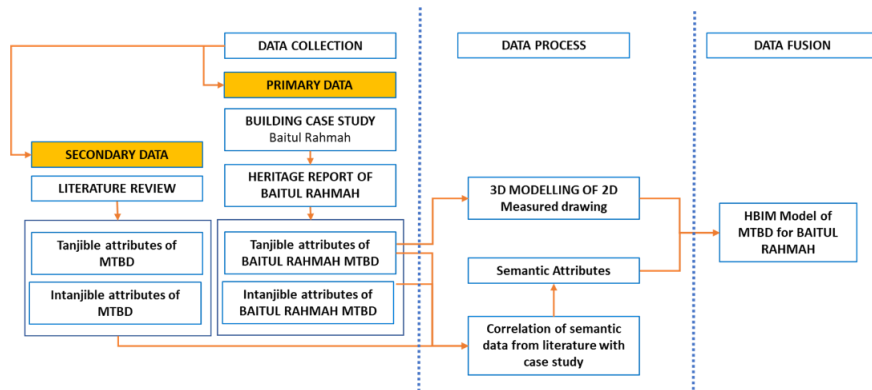 DATA COLLECTION
DATA PROCESS
DATA FUSION
PRIMARY DATA
BUILDING CASE STUDY
Baitul Rahmah
SECONDARY DATA
HERITAGE REPORT OF
BAITUL RAHMAH
LITERATURE REVIEW
3D MODELLING OF 2D
Measured drawing
HBIM Model of
MTBD for BAITUL
RAHMAH
Tanjible attributes of
MTBD
Tanjible attributes of
BAITUL RAHMAH MTBD
Semantic Attributes
Intanjible attributes of
MTBD
Intanjible attributes of
BAITUL RAHMAH MTBD
Correlation of semantic
data from literature with
case study